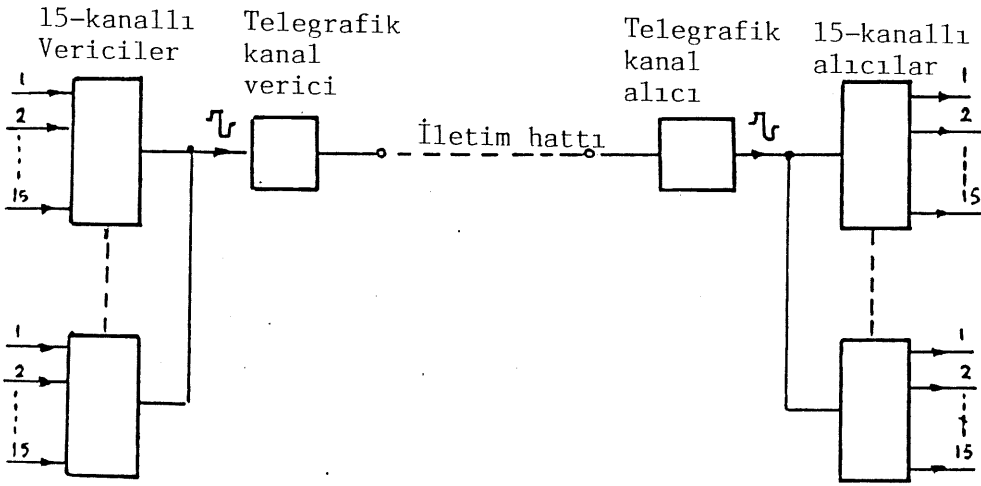 15-kanallı
Vericiler
Telegrafik
kanal
verici
Telegrafik
kanal
alıcı
15-kanallı
alıcılar
1
2
15
1
2
15
İletim hattı
1
2
15
1
2
15